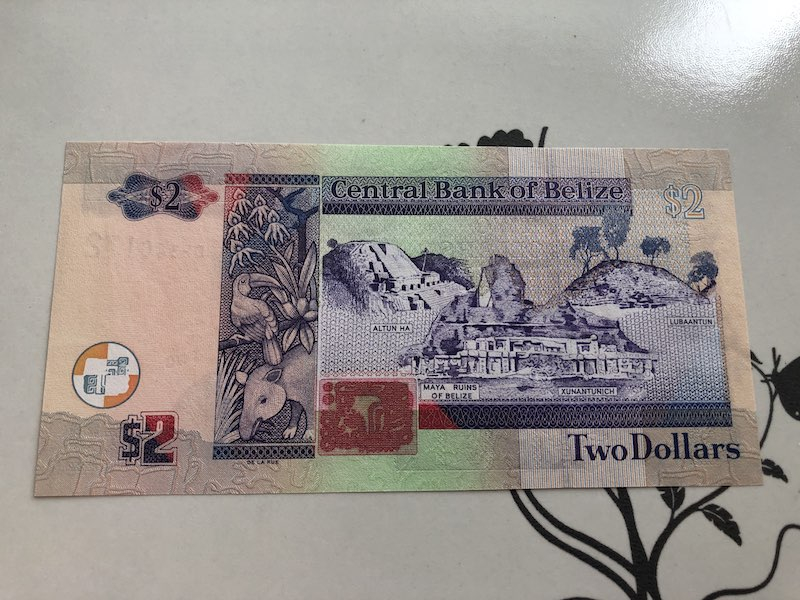 $2
Central Bank of Belize
$2
ALTUN HA
LUBAANTUN
MAYA RUINS
OF BELIZE
XUNANTUNICH
$2
DE LA RUE
Two Dollars